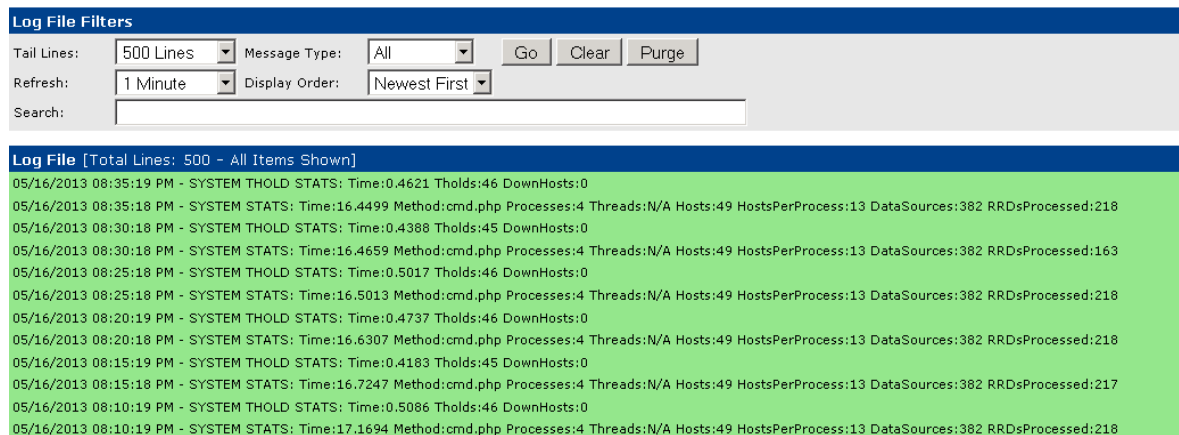 Log File Filters
Tail Lines: 500 Lines Message Type: All Go Clear Purge
Refresh: 1 Minute Display Order: Newest First
Search:
Log File [Total Lines: 500 - All Items Shown]
05/16/2013 08:35:19 PM - SYSTEM THOLD STATS: Time:0.4621 Tholds:46 DownHosts:0
05/16/2013 08:35:18 PM - SYSTEM STATS: Time:16.4499 Method:cmd.php Processes:4 Threads:N/A Hosts:49 HostsPerProcess:13 DataSources:382 RRDsProcessed:218
05/16/2013 08:30:18 PM - SYSTEM THOLD STATS: Time:0.4388 Tholds:45 DownHosts:0
05/16/2013 08:30:18 PM - SYSTEM STATS: Time:16.4659 Method:cmd.php Processes:4 Threads:N/A Hosts:49 HostsPerProcess:13 DataSources:382 RRDsProcessed:163
05/16/2013 08:25:18 PM - SYSTEM THOLD STATS: Time:0.5017 Tholds:46 DownHosts:0
05/16/2013 08:25:18 PM - SYSTEM STATS: Time:16.5013 Method:cmd.php Processes:4 Threads:N/A Hosts:49 HostsPerProcess:13 DataSources:382 RRDsProcessed:218
05/16/2013 08:20:19 PM - SYSTEM THOLD STATS: Time:0.4737 Tholds:46 DownHosts:0
05/16/2013 08:20:18 PM - SYSTEM STATS: Time:16.6307 Method:cmd.php Processes:4 Threads:N/A Hosts:49 HostsPerProcess:13 DataSources:382 RRDsProcessed:218
05/16/2013 08:15:19 PM - SYSTEM THOLD STATS: Time:0.4183 Tholds:45 DownHosts:0
05/16/2013 08:15:18 PM - SYSTEM STATS: Time:16.7247 Method:cmd.php Processes:4 Threads:N/A Hosts:49 HostsPerProcess:13 DataSources:382 RRDsProcessed:217
05/16/2013 08:10:19 PM - SYSTEM THOLD STATS: Time:0.5086 Tholds:46 DownHosts:0
05/16/2013 08:10:19 PM - SYSTEM STATS: Time:17.1694 Method:cmd.php Processes:4 Threads:N/A Hosts:49 HostsPerProcess:13 DataSources:382 RRDsProcessed:218